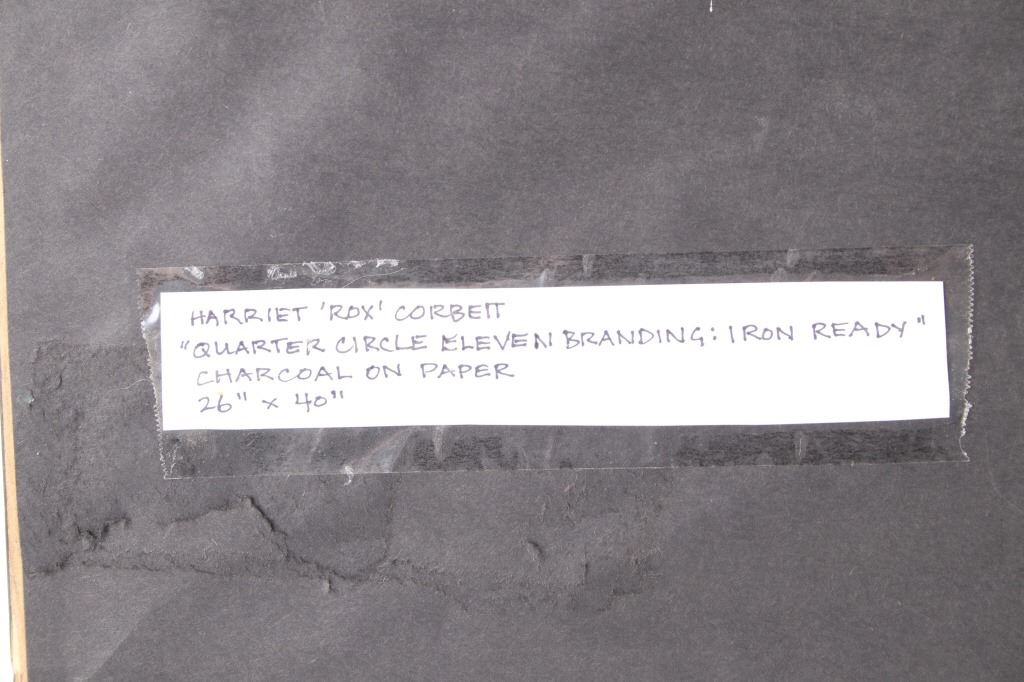 HARRIET 'ROX' CORBETT
"QUARTER CIRCLE ELEVEN BRANDING: IRON READY"
CHARCOAL ON PAPER
26" x 40"